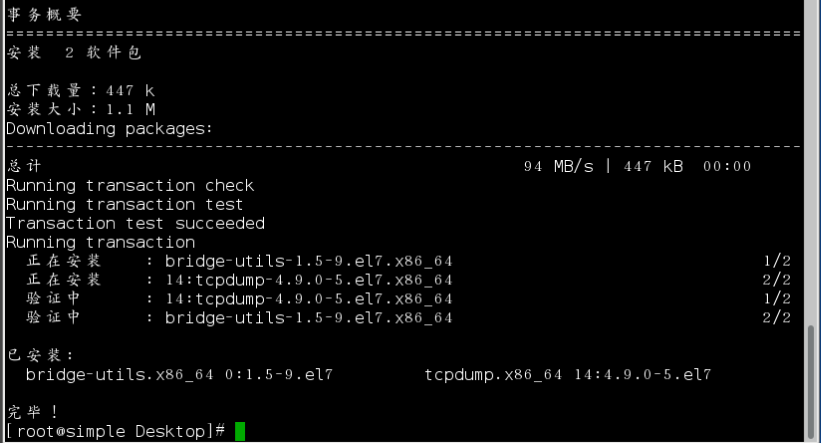 事务概要
================================================================================
安装  2 软件包

总下载量：447 k
安装大小：1.1 M
Downloading packages:
--------------------------------------------------------------------------------
总计                                                94 MB/s | 447 kB  00:00
Running transaction check
Running transaction test
Transaction test succeeded
Running transaction
  正在安装    : bridge-utils-1.5-9.el7.x86_64                               1/2
  正在安装    : 14:tcpdump-4.9.0-5.el7.x86_64                               2/2
  验证中      : 14:tcpdump-4.9.0-5.el7.x86_64                               1/2
  验证中      : bridge-utils-1.5-9.el7.x86_64                               2/2

已安装:
  bridge-utils.x86_64 0:1.5-9.el7         tcpdump.x86_64 14:4.9.0-5.el7

完毕！
[root@simple Desktop]#